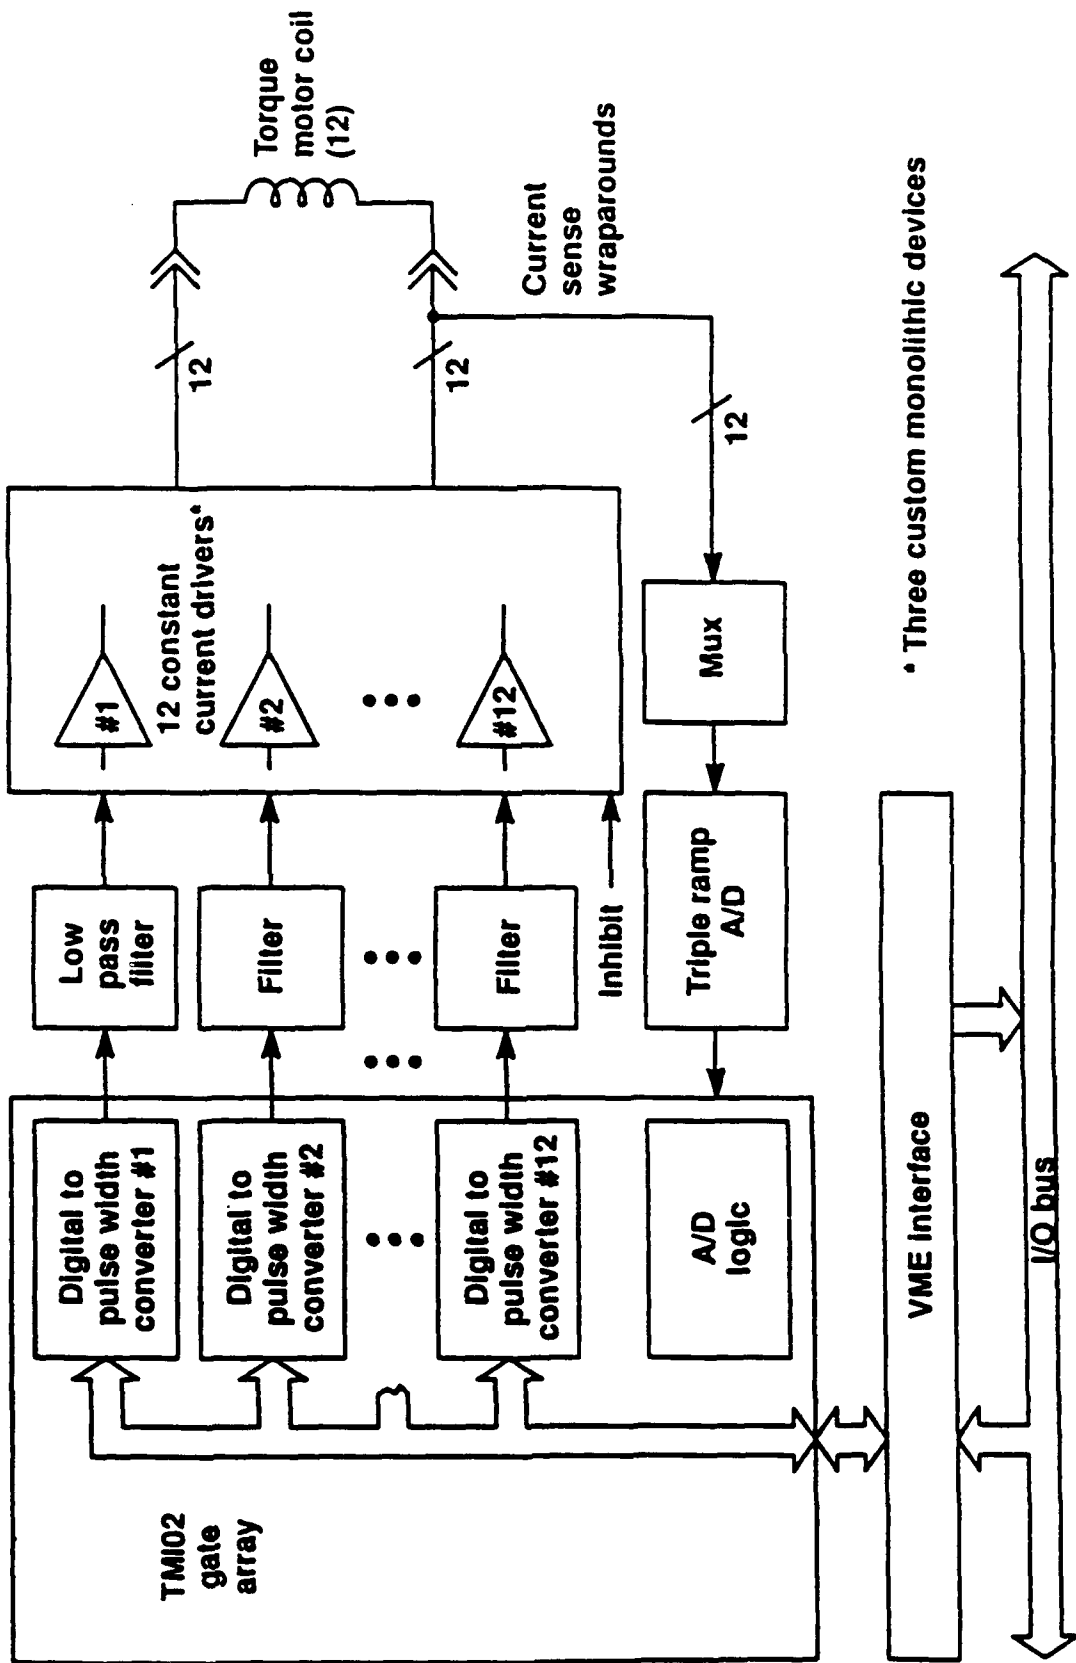 TMI02
gate
array
Digital to
pulse width
converter #1
Low
pass
filter
#1
12 constant
current drivers*
Digital to
pulse width
converter #2
Filter
#2
Digital to
pulse width
converter #12
Filter
#12
12
12
Torque
motor coil
(12)
Inhibit
Current
sense
wraparounds
A/D
logic
Triple ramp
A/D
Mux
12
VME interface
* Three custom monolithic devices
I/O bus